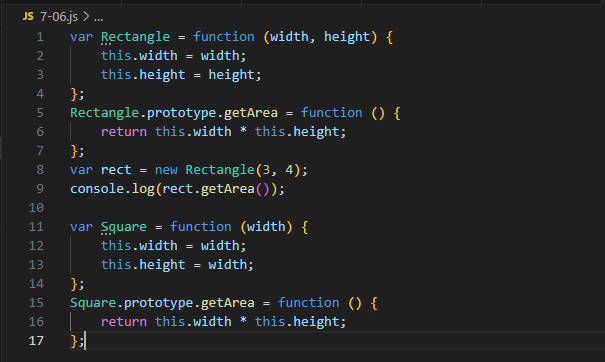 JS 7-06.js > ...
1 var Rectangle = function (width, height) {
2     this.width = width;
3     this.height = height;
4 };
5 Rectangle.prototype.getArea = function () {
6     return this.width * this.height;
7 };
8 var rect = new Rectangle(3, 4);
9 console.log(rect.getArea());
10
11 var Square = function (width) {
12     this.width = width;
13     this.height = width;
14 };
15 Square.prototype.getArea = function () {
16     return this.width * this.height;
17 };